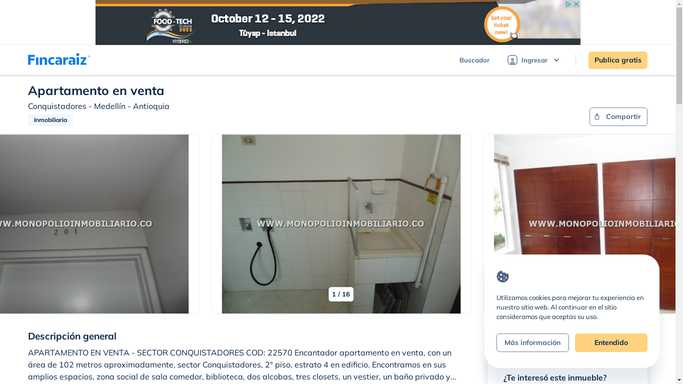 FOOD-TECH
October 12 - 15, 2022
Tüyap - Istanbul
Get your
ticket
now!
Fincaraiz
Buscador
Ingresar
Publica gratis
Apartamento en venta
Conquistadores - Medellín - Antioquia
Inmobiliaria
Compartir
WWW.MONOPOLIOINMOBILIARIO.CO
201
WWW.MONOPOLIOINMOBILIARIO.CO
WWW.MONOPOLIOINMOBILIARIO.CO
1 / 16
Utilizamos cookies para mejorar tu experiencia en
nuestro sitio web. Al continuar en el sitio
consideramos que aceptas su uso.
Más información
Entendido
Descripción general
APARTAMENTO EN VENTA - SECTOR CONQUISTADORES COD: 22570 Encantador apartamento en venta, con un
área de 102 metros aproximadamente, sector Conquistadores, 2° piso, estrato 4 en edificio. Encontramos en sus
amplios espacios, zona social de sala comedor, biblioteca, dos alcobas, tres closets, un vestier, un baño privado y...
¿Te interesó este inmueble?